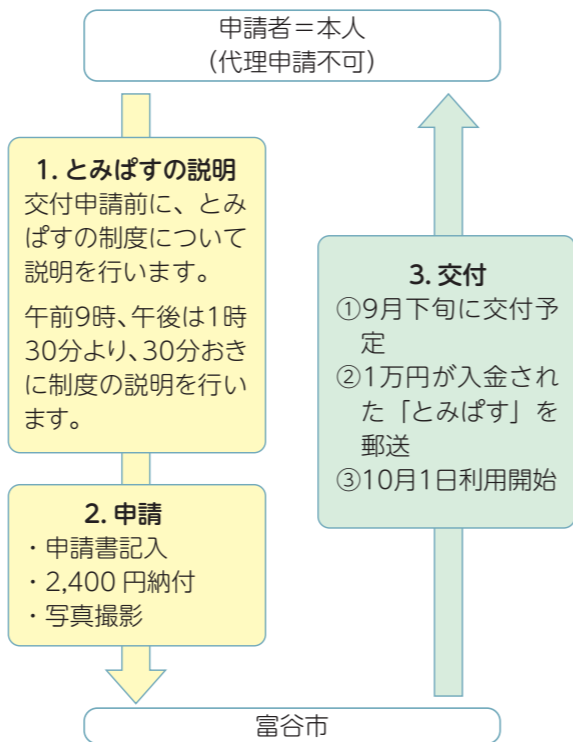 申請者＝本人
（代理申請不可）
1. とみぱすの説明
交付申請前に、とみ
ぱすの制度について
説明を行います。
午前9時、午後は1時
30分より、30分おき
に制度の説明を行い
ます。
2. 申請
・申請書記入
・2,400 円納付
・写真撮影
3. 交付
①9月下旬に交付予
定
②1万円が入金され
た「とみぱす」を
郵送
③10月1日利用開始
富谷市